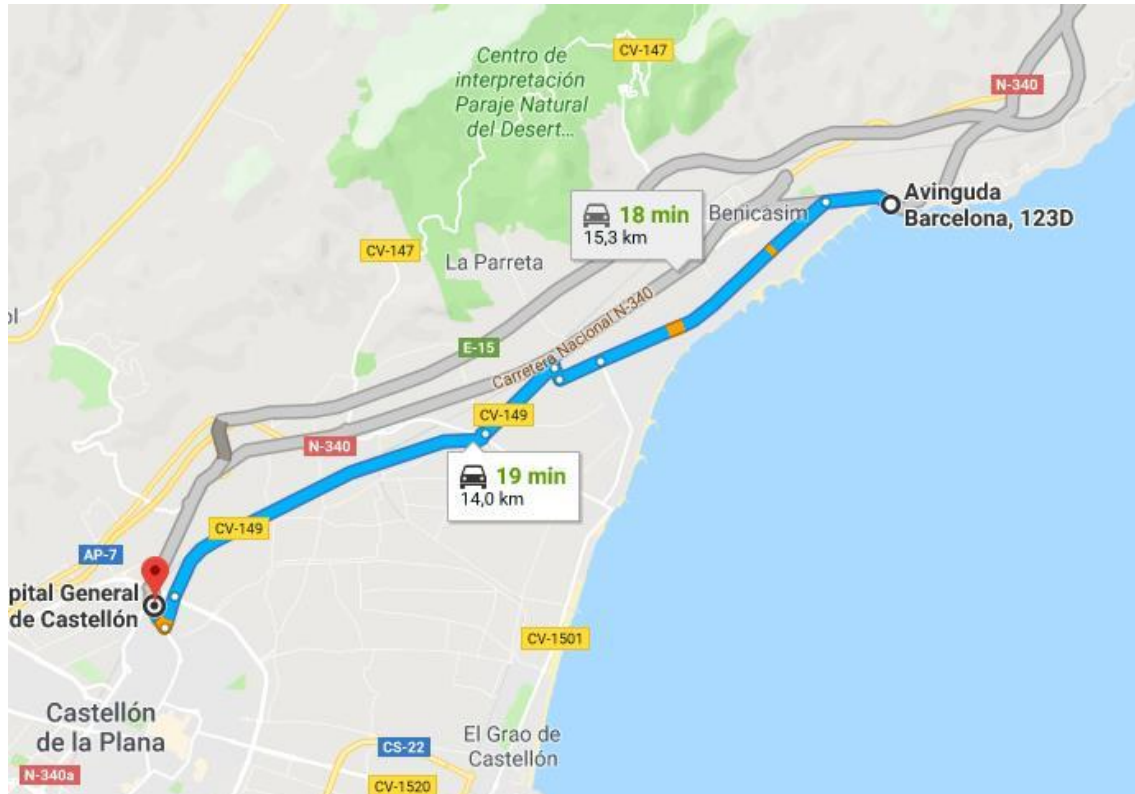 CV-147
Centro de
interpretación
Paraje Natural
del Desert...
N-340
Avinguda
Barcelona, 123D
18 min
15,3 km
Benicasim
CV-147
La Parreta
Carretera Nacional N-340
E-15
CV-149
N-340
19 min
14,0 km
CV-149
AP-7
pital General
de Castellón
CV-1501
Castellón
de la Plana
El Grao de
Castellón
CS-22
N-340a
CV-1520
ol